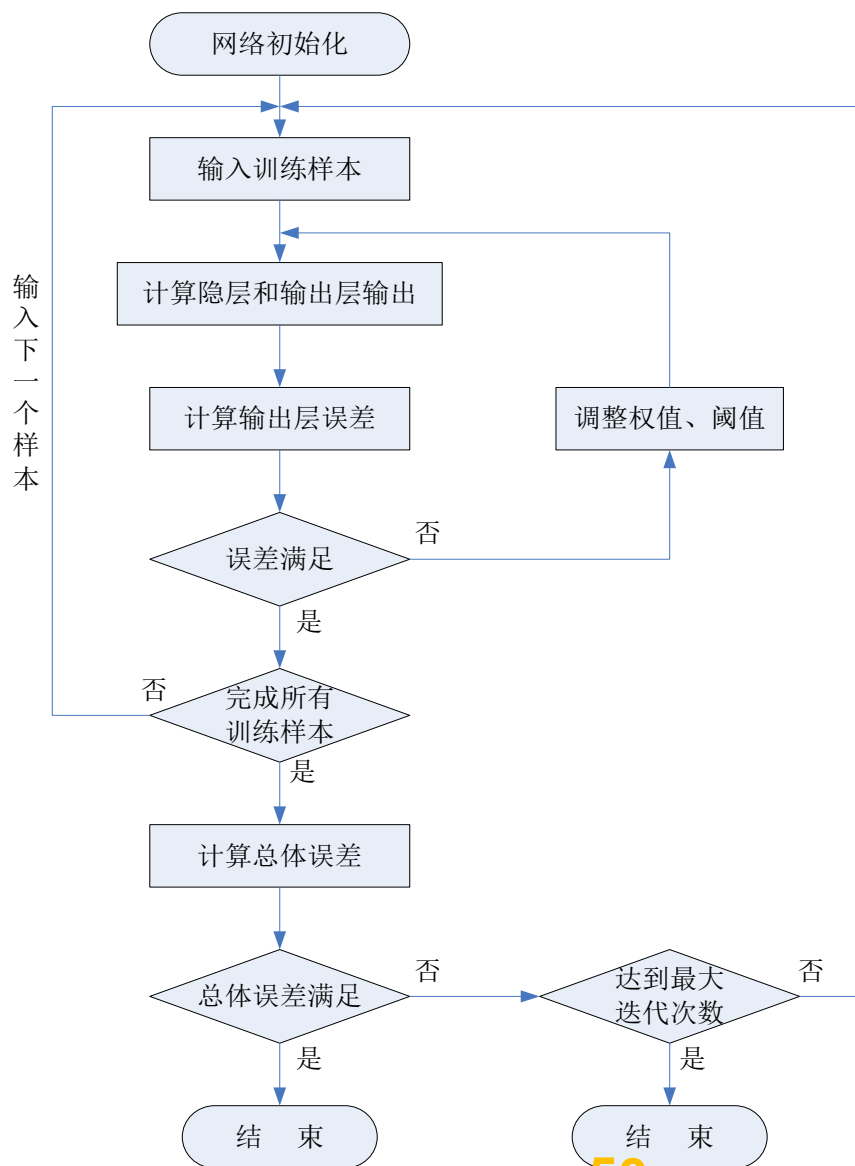 网络初始化
输入训练样本
计算隐层和输出层输出
输入下一个样本
计算输出层误差
调整权值、阈值
误差满足
否
是
否
完成所有
训练样本
是
计算总体误差
总体误差满足
否
达到最大
迭代次数
否
是
是
结 束
结 束